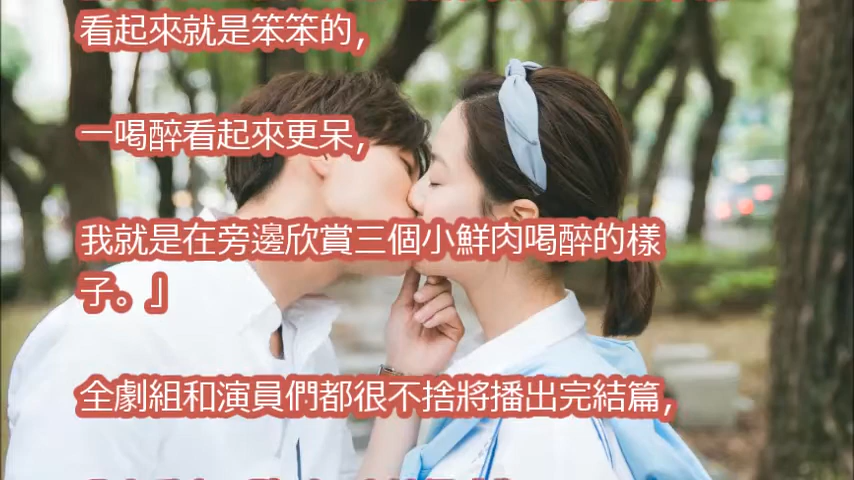 看起來就是笨笨的，
一喝醉看起來更呆，
我就是在旁邊欣賞三個小鮮肉喝醉的樣
子。』
全劇組和演員們都很不捨將播出完結篇，